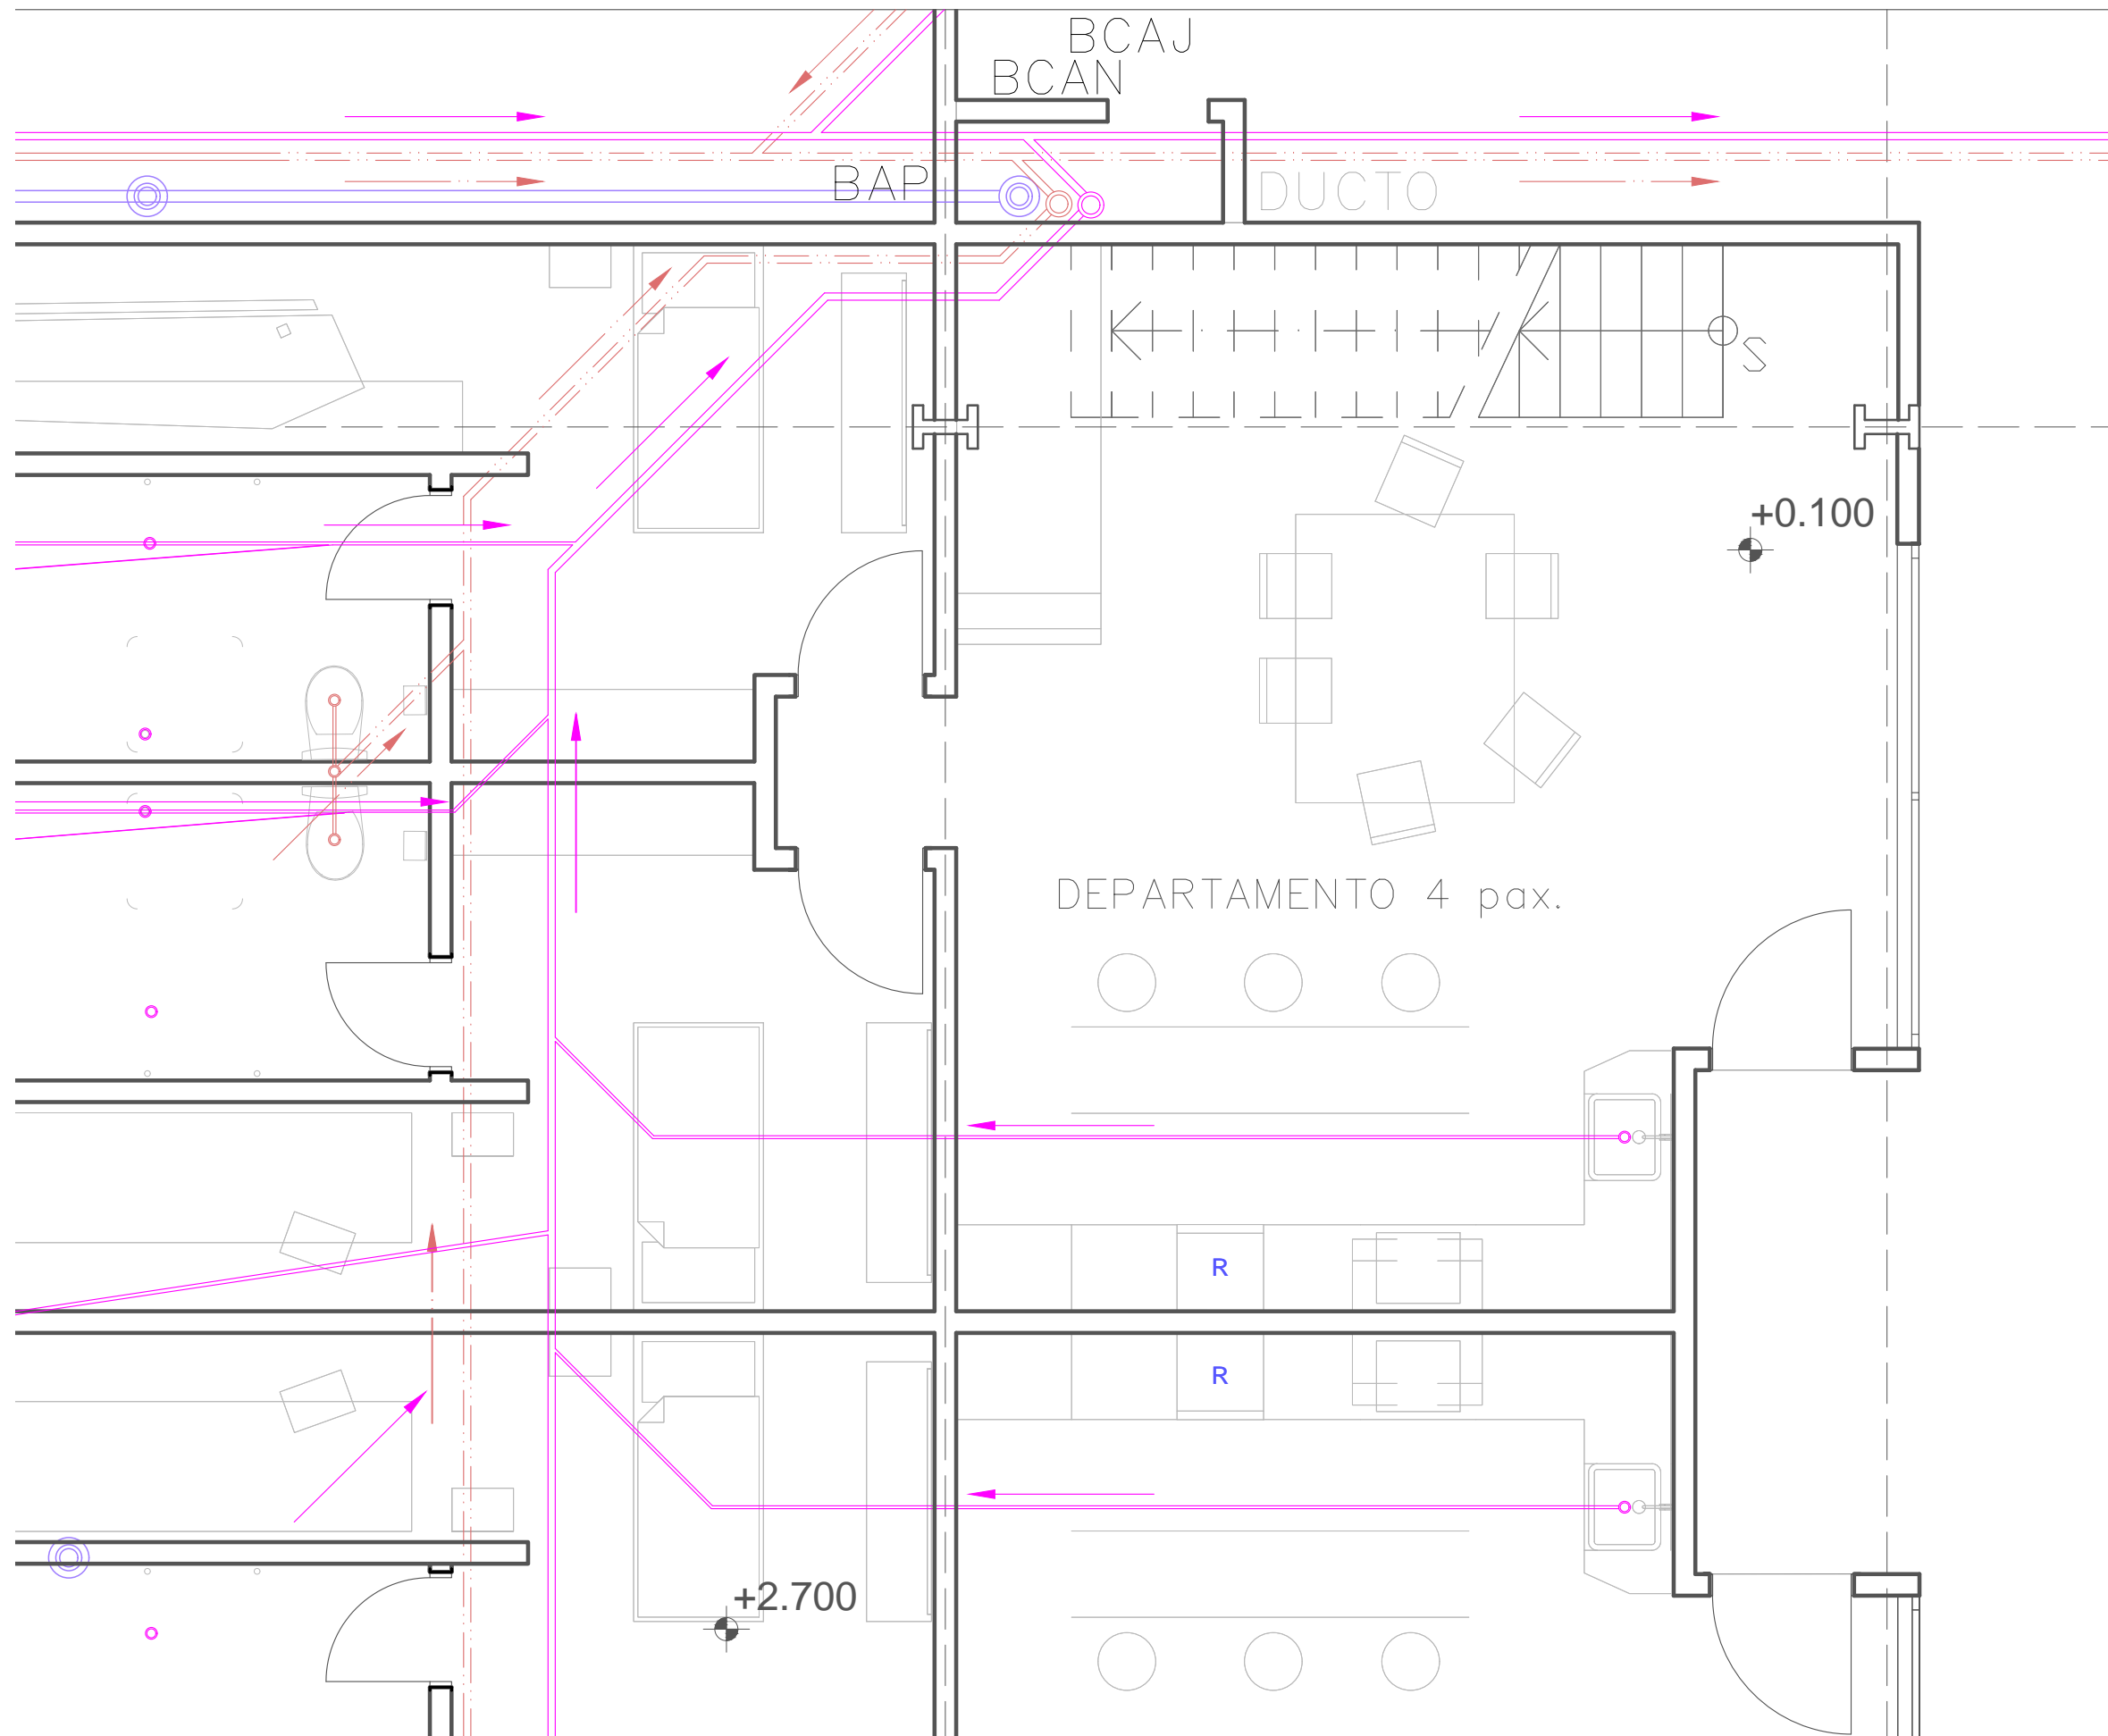 BCAJ
BCAN
BAP
DUCTO
S
+0.100
DEPARTAMENTO 4 pax.
R
R
+2.700